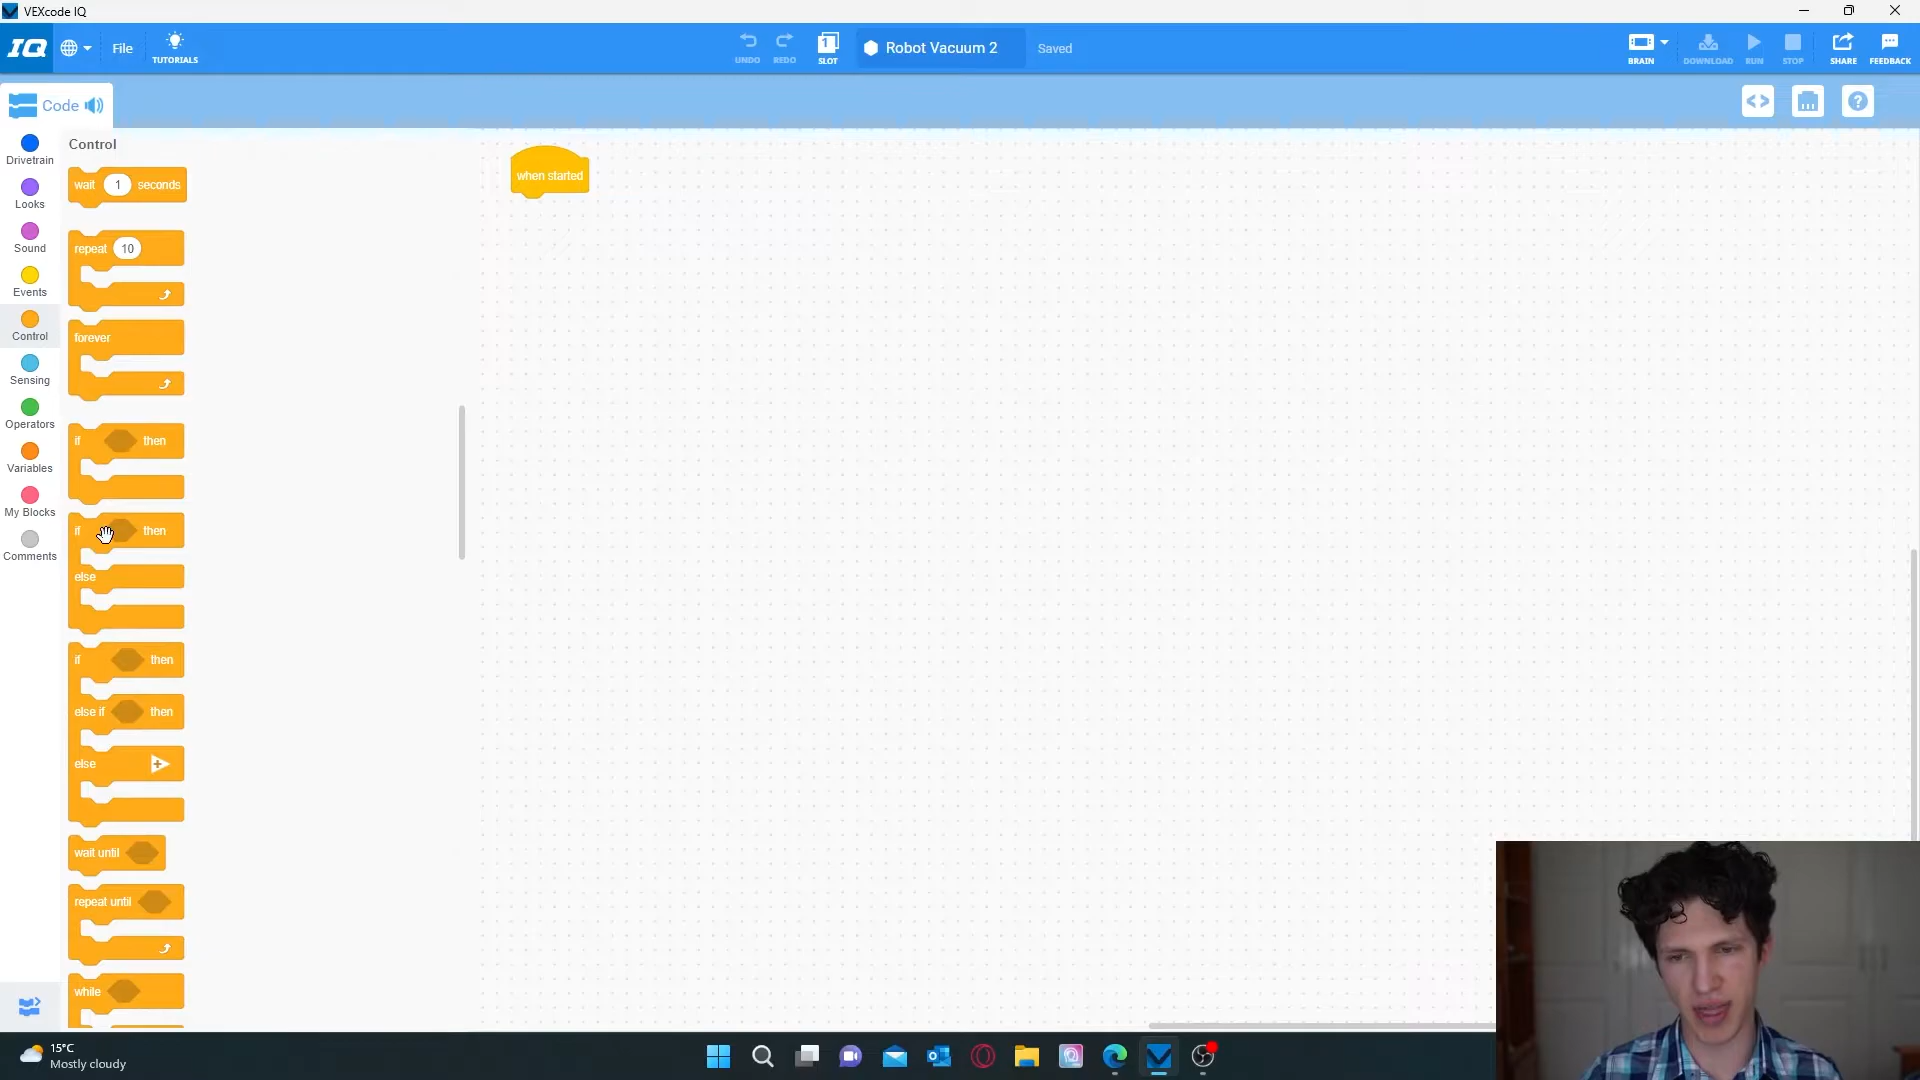 VEXcode IQ
IQ
File
TUTORIALS
UNDO
REDO
1
SLOT
Robot Vacuum 2
Saved
BRAIN
DOWNLOAD
RUN
STOP
SHARE
FEEDBACK
Code
Drivetrain
Looks
Sound
Events
Control
Sensing
Operators
Variables
My Blocks
Comments
Control
wait 1 seconds
repeat 10
forever
if then
if then
else
if then
else if then
else
wait until
repeat until
while
when started
15°C
Mostly cloudy